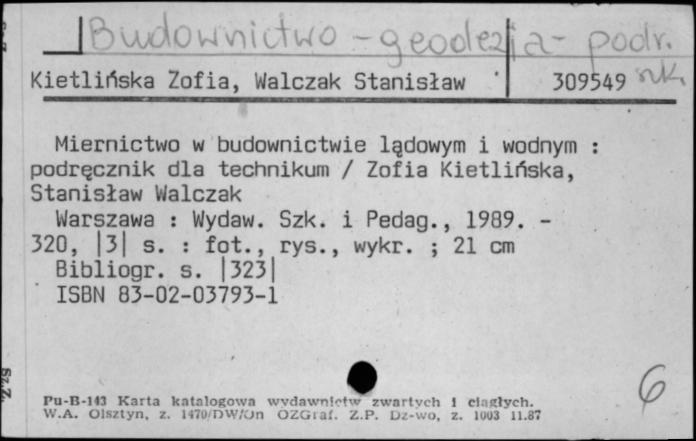 Budownictwo - geodezja - podr.
szk.
Kietlińska Zofia, Walczak Stanisław 309549
Miernictwo w budownictwie lądowym i wodnym :
podręcznik dla technikum / Zofia Kietlińska,
Stanisław Walczak
Warszawa : Wydaw. Szk. i Pedag., 1989. -
320, |3| s. : fot., rys., wykr. ; 21 cm
Bibliogr. s. |323|
ISBN 83-02-03793-1
6
Pu-B-143 Karta katalogowa wydawnictw zwartych i ciągłych.
W.A. Olsztyn, z. 1470/DW/Un OZGraf. Z.P. Dz-wo, z. 1003 11.87